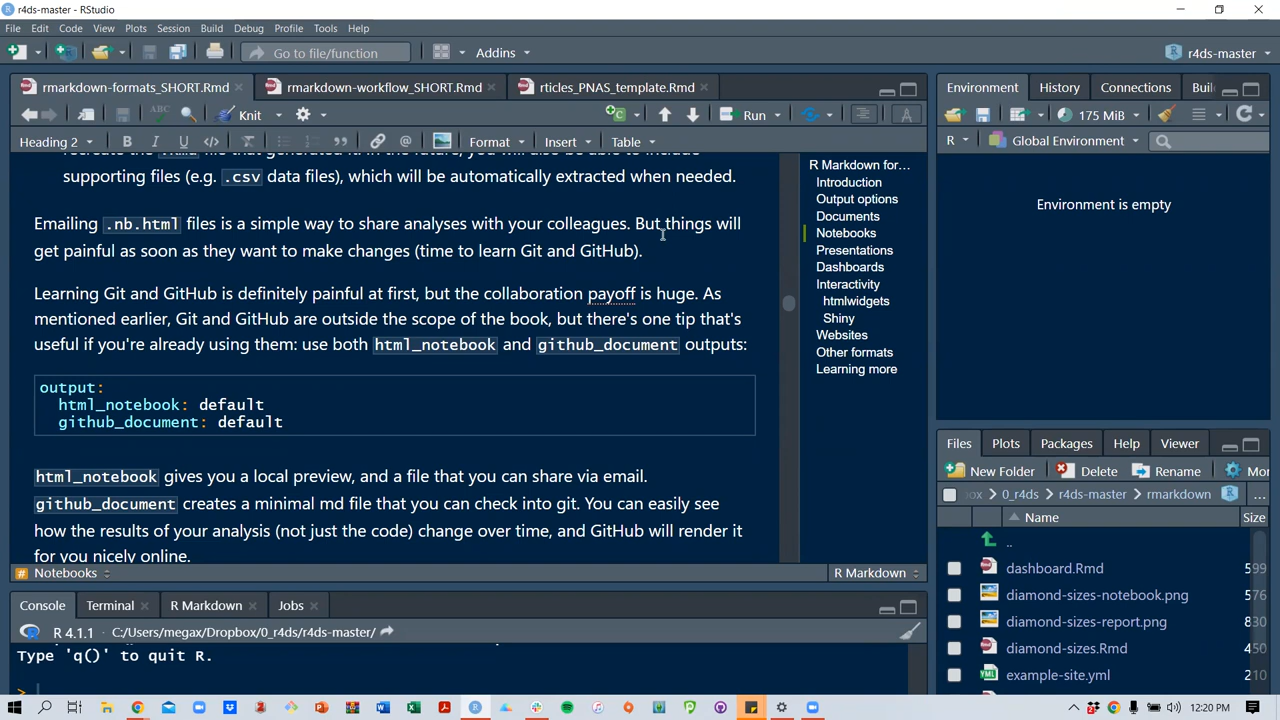 r4ds-master - RStudio
File Edit Code View Plots Session Build Debug Profile Tools Help
Go to file/function Addins r4ds-master
rmarkdown-formats_SHORT.Rmd rmarkdown-workflow_SHORT.Rmd rticles_PNAS_template.Rmd
Knit Run
Heading 2 B I U </> Format Insert Table
supporting files (e.g. .csv data files), which will be automatically extracted when needed.
Emailing .nb.html files is a simple way to share analyses with your colleagues. But things will
get painful as soon as they want to make changes (time to learn Git and GitHub).
Learning Git and GitHub is definitely painful at first, but the collaboration payoff is huge. As
mentioned earlier, Git and GitHub are outside the scope of the book, but there's one tip that's
useful if you're already using them: use both html_notebook and github_document outputs:
output:
html_notebook: default
github_document: default
html_notebook gives you a local preview, and a file that you can share via email.
github_document creates a minimal md file that you can check into git. You can easily see
how the results of your analysis (not just the code) change over time, and GitHub will render it
for you nicely online.
# Notebooks R Markdown
R Markdown for...
Introduction
Output options
Documents
Notebooks
Presentations
Dashboards
Interactivity
htmlwidgets
Shiny
Websites
Other formats
Learning more
Console Terminal R Markdown Jobs
R 4.1.1 . C:/Users/megax/Dropbox/0_r4ds/r4ds-master/
Type 'q()' to quit R.
>
Environment History Connections
175 MiB
R Global Environment
Environment is empty
Files Plots Packages Help Viewer
New Folder Delete Rename
0_r4ds r4ds-master rmarkdown ...
Name Size
..
dashboard.Rmd 599
diamond-sizes-notebook.png 576
diamond-sizes-report.png 830
diamond-sizes.Rmd 450
example-site.yml 210
12:20 PM